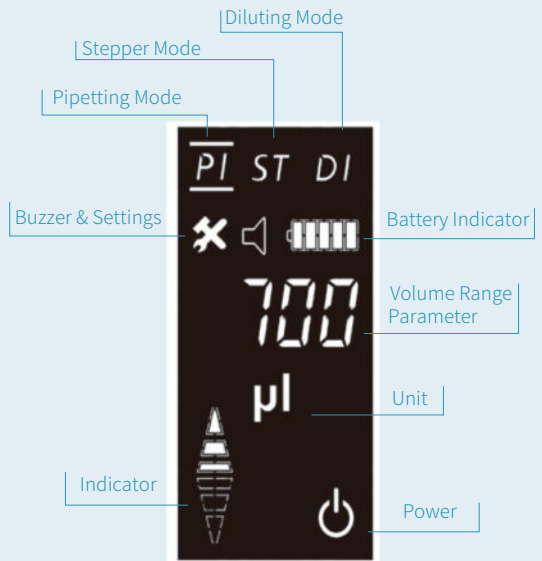 Diluting Mode
Stepper Mode
Pipetting Mode
PI ST DI
Buzzer & Settings
Battery Indicator
700
Volume Range
Parameter
µl
Unit
Indicator
Power